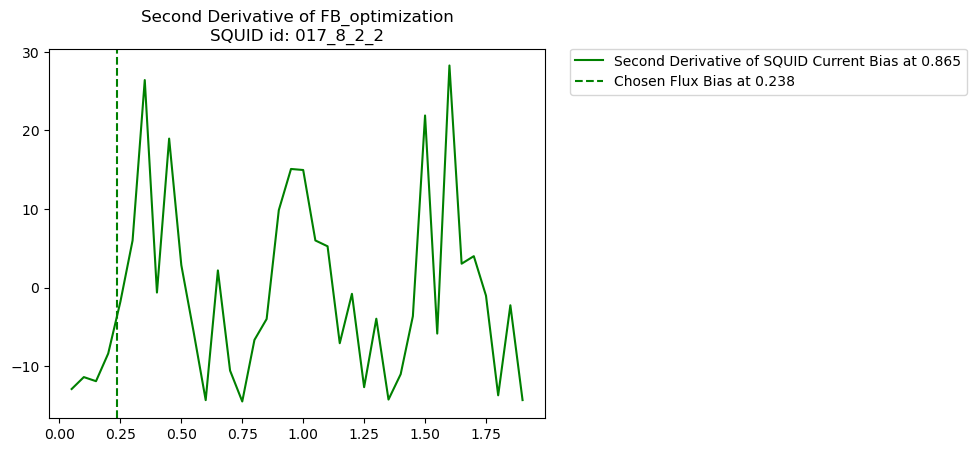 Second Derivative of FB_optimization
SQUID id: 017_8_2_2
Second Derivative of SQUID Current Bias at 0.865
Chosen Flux Bias at 0.238
30
20
10
0
−10
0.00 0.25 0.50 0.75 1.00 1.25 1.50 1.75